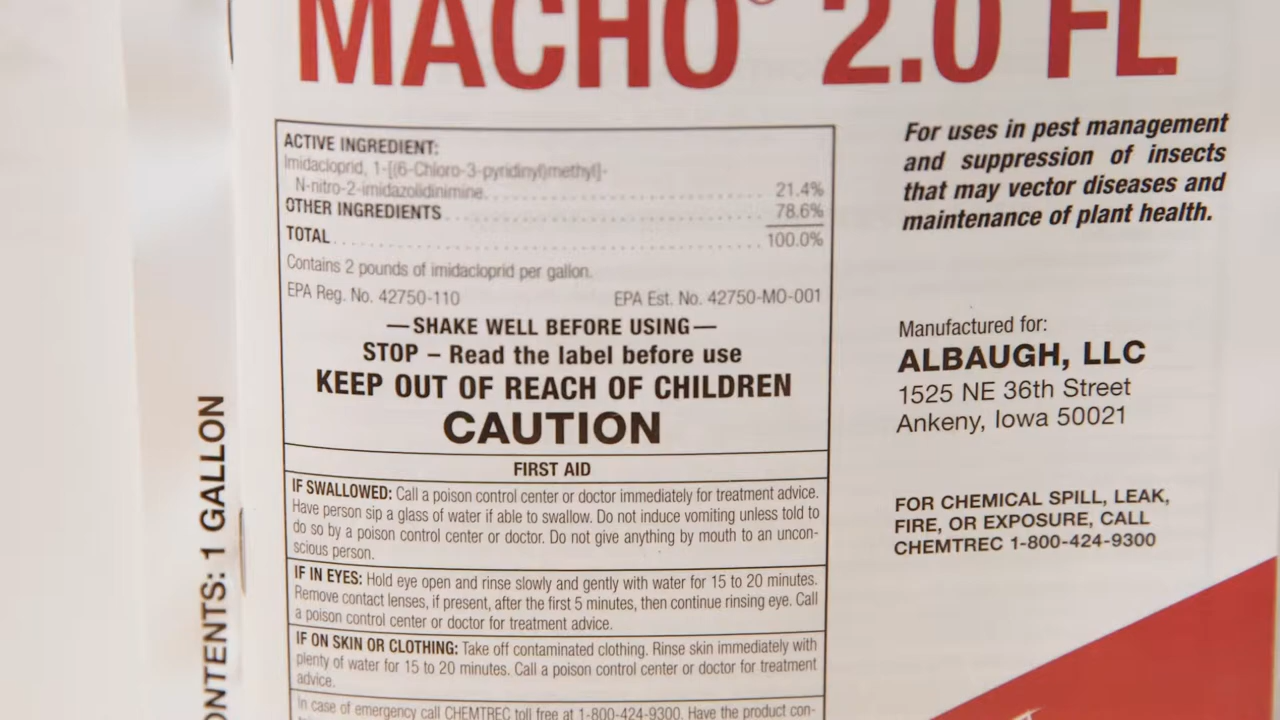 MACHO® 2.0 FL
ACTIVE INGREDIENT:
Imidacloprid, 1-[(6-Chloro-3-pyridinyl)methyl]-
N-nitro-2-imidazolidinimine. 21.4%
OTHER INGREDIENTS 78.6%
TOTAL 100.0%
Contains 2 pounds of imidacloprid per gallon.
EPA Reg. No. 42750-110 EPA Est. No. 42750-MO-001
—SHAKE WELL BEFORE USING—
STOP – Read the label before use
KEEP OUT OF REACH OF CHILDREN
CAUTION
FIRST AID
IF SWALLOWED: Call a poison control center or doctor immediately for treatment advice.
Have person sip a glass of water if able to swallow. Do not induce vomiting unless told to
do so by a poison control center or doctor. Do not give anything by mouth to an uncon-
scious person.
IF IN EYES: Hold eye open and rinse slowly and gently with water for 15 to 20 minutes.
Remove contact lenses, if present, after the first 5 minutes, then continue rinsing eye. Call
a poison control center or doctor for treatment advice.
IF ON SKIN OR CLOTHING: Take off contaminated clothing. Rinse skin immediately with
plenty of water for 15 to 20 minutes. Call a poison control center or doctor for treatment
advice.
In case of emergency call CHEMTREC toll free at 1-800-424-9300. Have the product con-
For uses in pest management
and suppression of insects
that may vector diseases and
maintenance of plant health.
Manufactured for:
ALBAUGH, LLC
1525 NE 36th Street
Ankeny, Iowa 50021
FOR CHEMICAL SPILL, LEAK,
FIRE, OR EXPOSURE, CALL
CHEMTREC 1-800-424-9300
ONTENTS: 1 GALLON